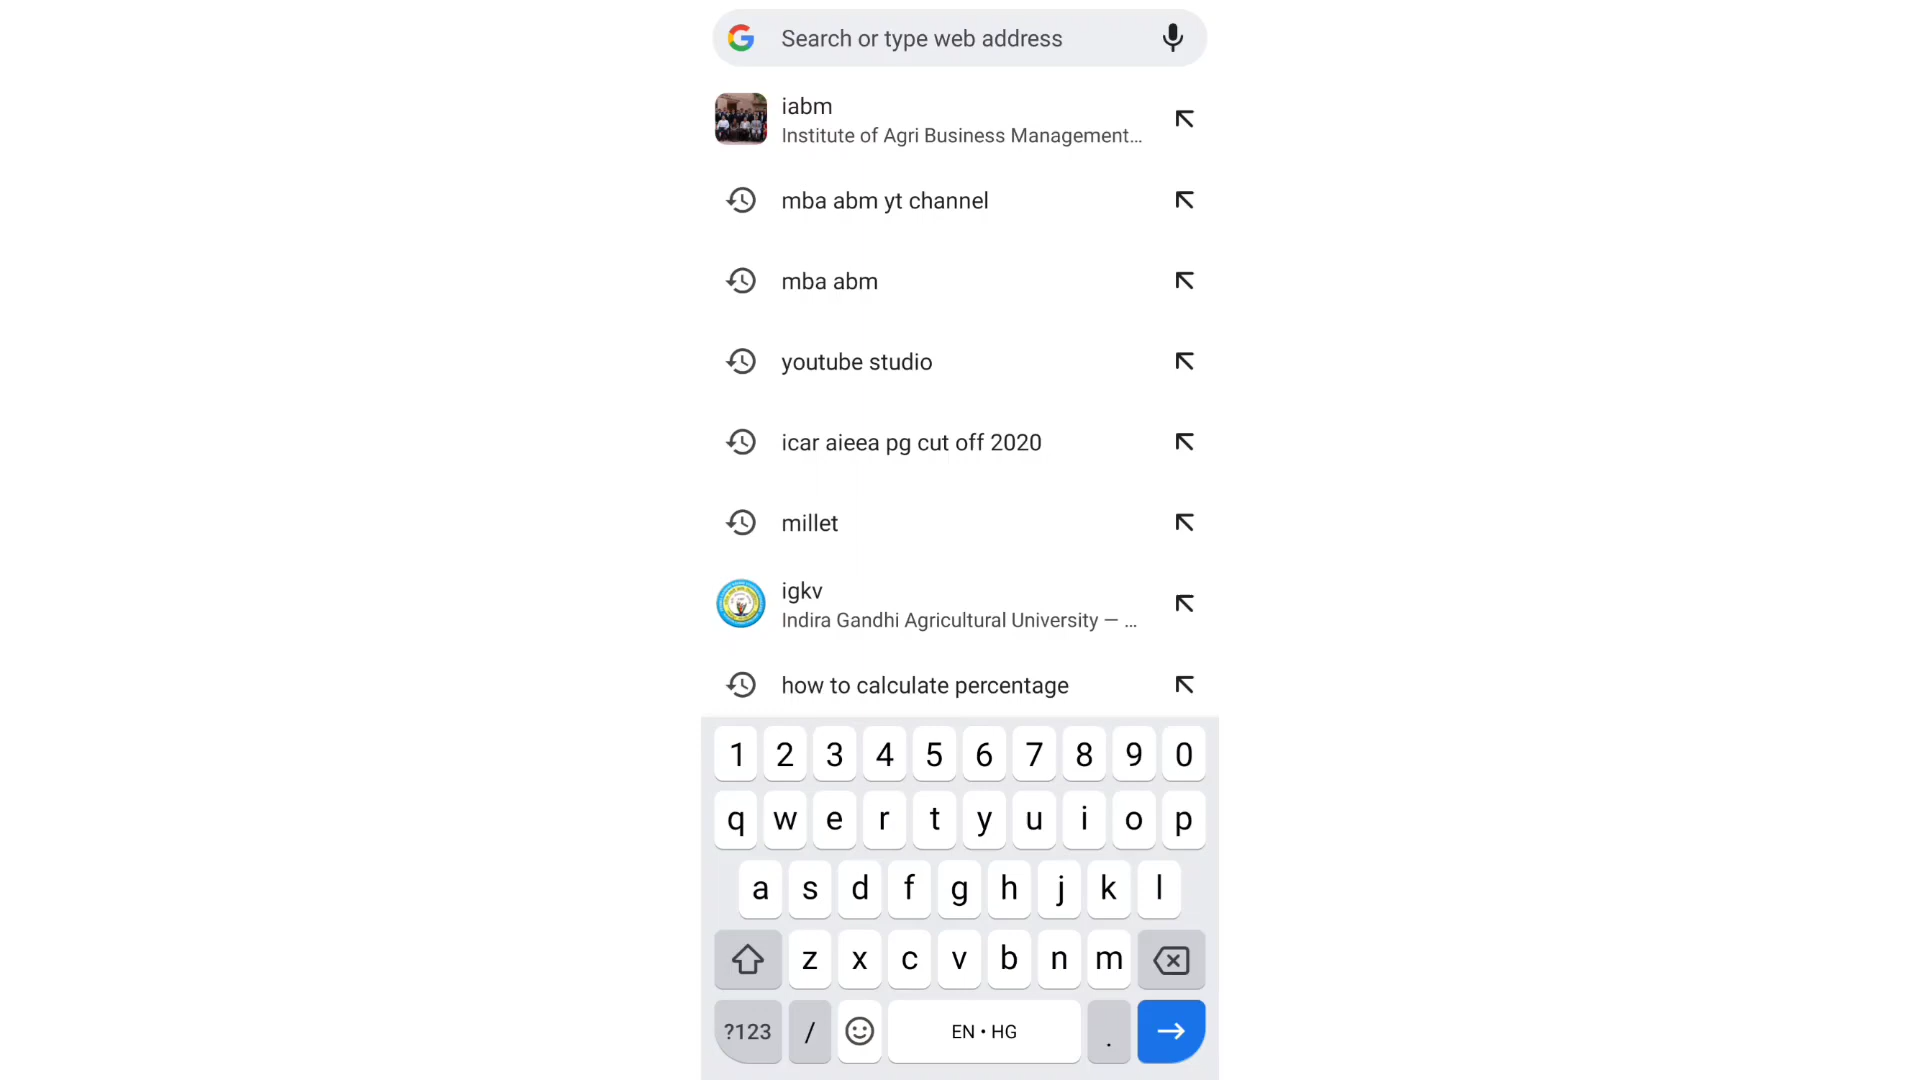 Search or type web address
iabm
Institute of Agri Business Management...
mba abm yt channel
mba abm
youtube studio
icar aieea pg cut off 2020
millet
igkv
Indira Gandhi Agricultural University — ...
how to calculate percentage
1 2 3 4 5 6 7 8 9 0
q w e r t y u i o p
a s d f g h j k l
z x c v b n m
?123 / EN • HG .